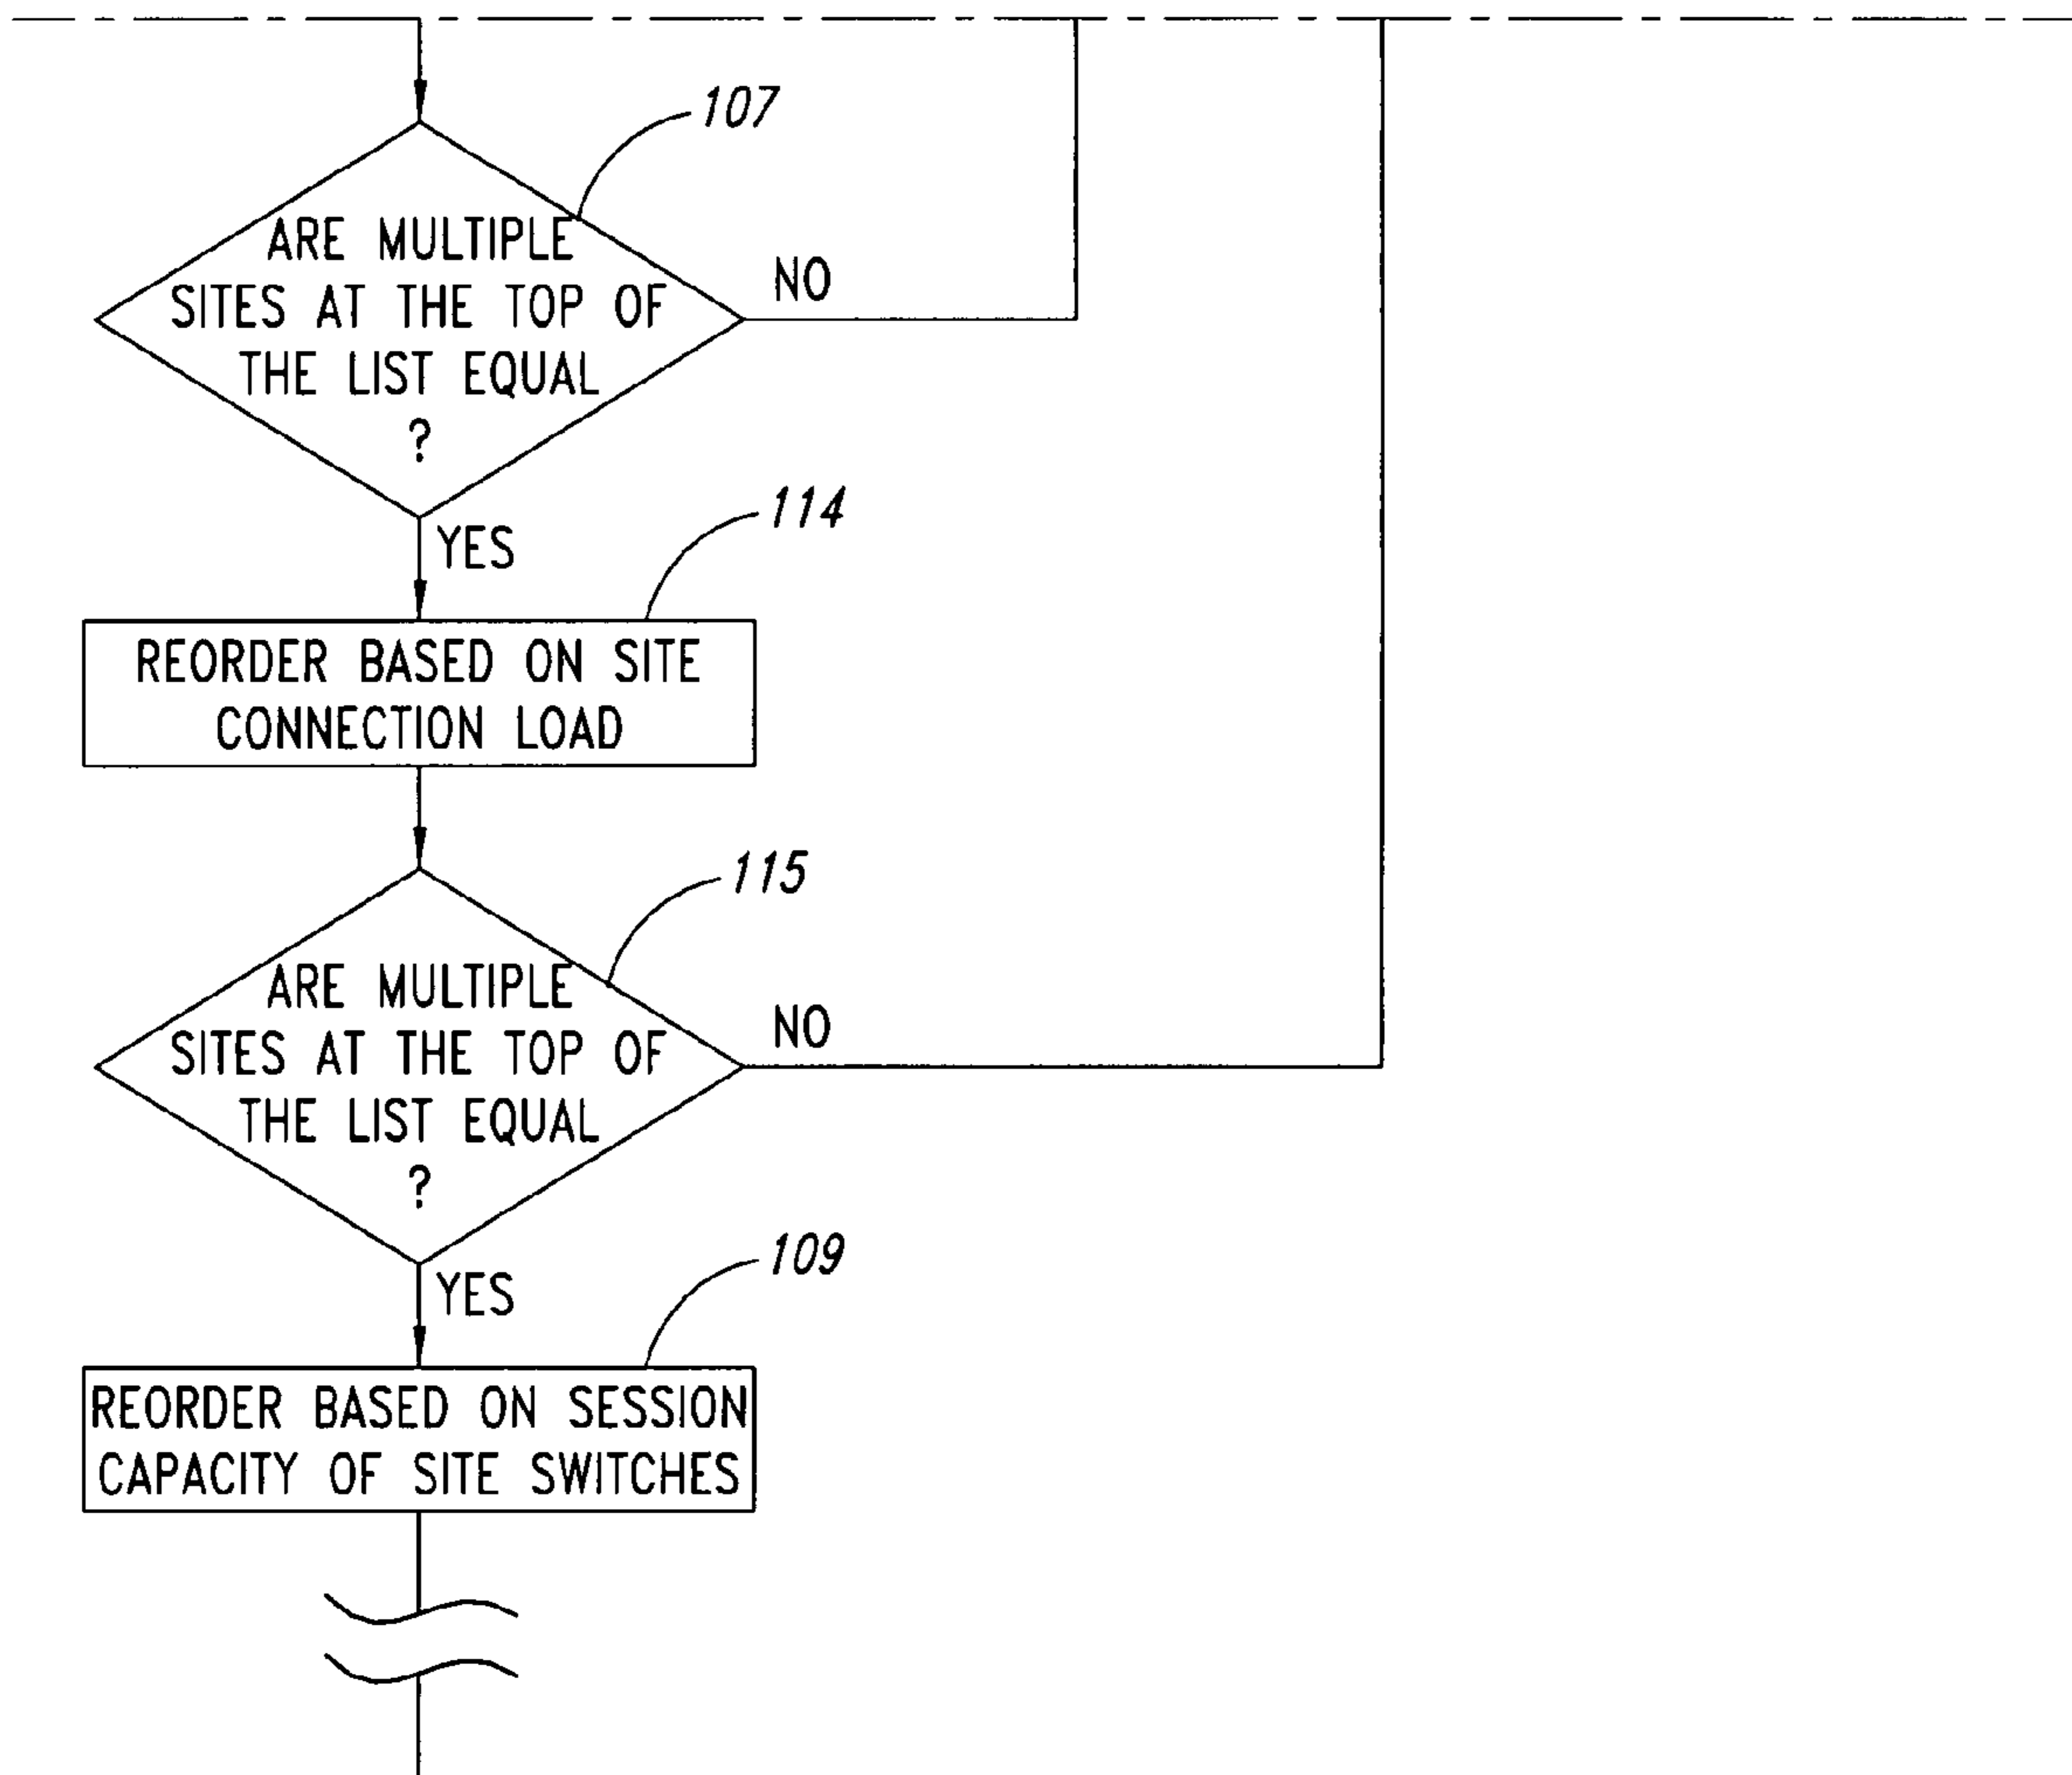 107
ARE MULTIPLE
SITES AT THE TOP OF
THE LIST EQUAL
?
NO
YES
114
REORDER BASED ON SITE
CONNECTION LOAD
115
ARE MULTIPLE
SITES AT THE TOP OF
THE LIST EQUAL
?
NO
YES
109
REORDER BASED ON SESSION
CAPACITY OF SITE SWITCHES